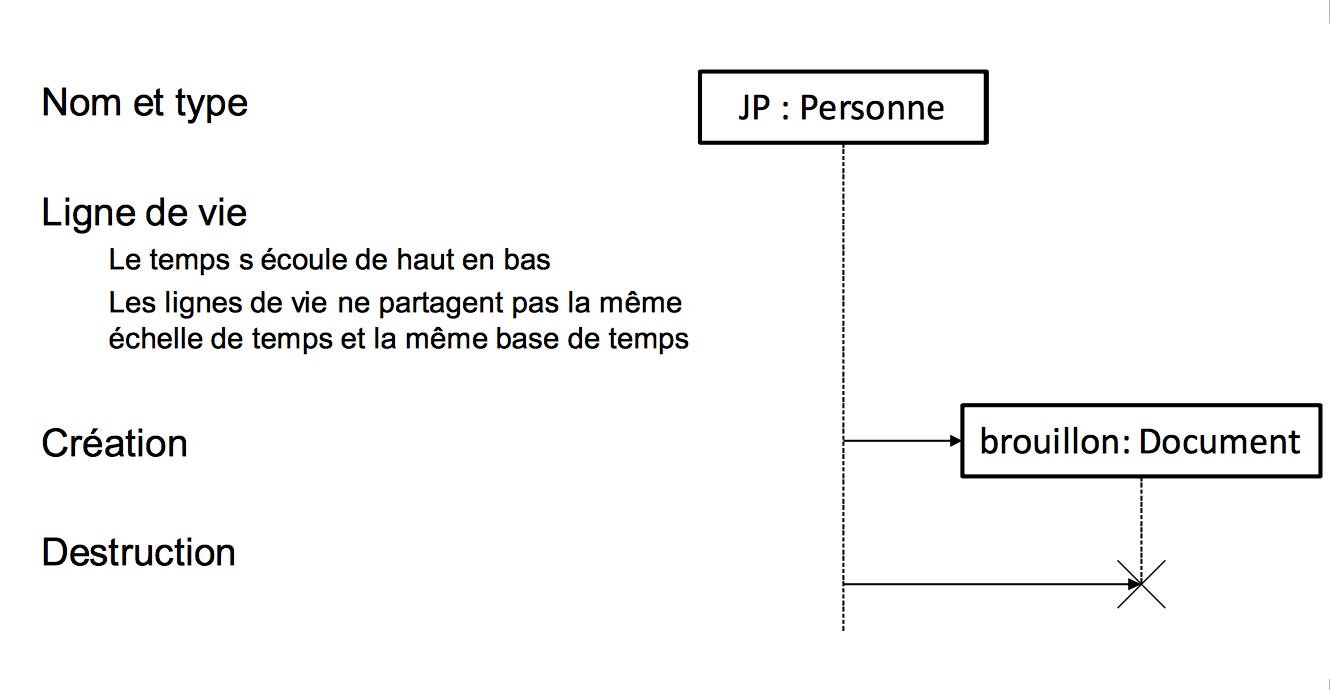 Nom et type
JP : Personne
Ligne de vie
Le temps s écoule de haut en bas
Les lignes de vie ne partagent pas la même
échelle de temps et la même base de temps
Création
brouillon: Document
Destruction